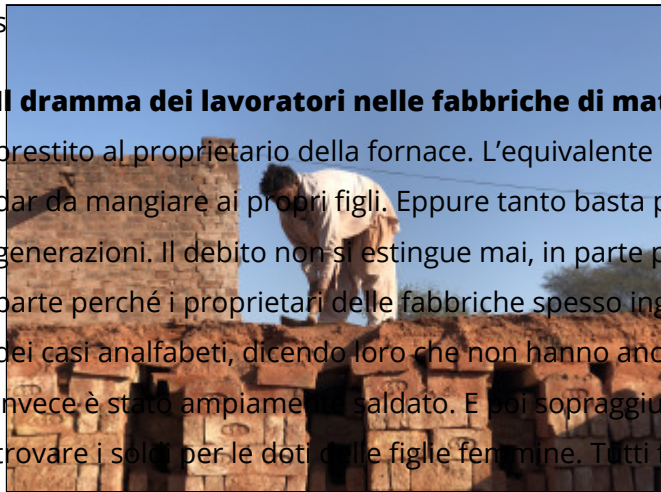 s
Il dramma dei lavoratori nelle fabbriche di mat
prestito al proprietario della fornace. L’equivalente
dar da mangiare ai propri figli. Eppure tanto basta p
generazioni. Il debito non si estingue mai, in parte p
parte perché i proprietari delle fabbriche spesso ing
dei casi analfabeti, dicendo loro che non hanno anc
invece è stato ampiamente saldato. E poi sopraggiu
trovare i soldi per le doti delle figlie femmine. Tutti